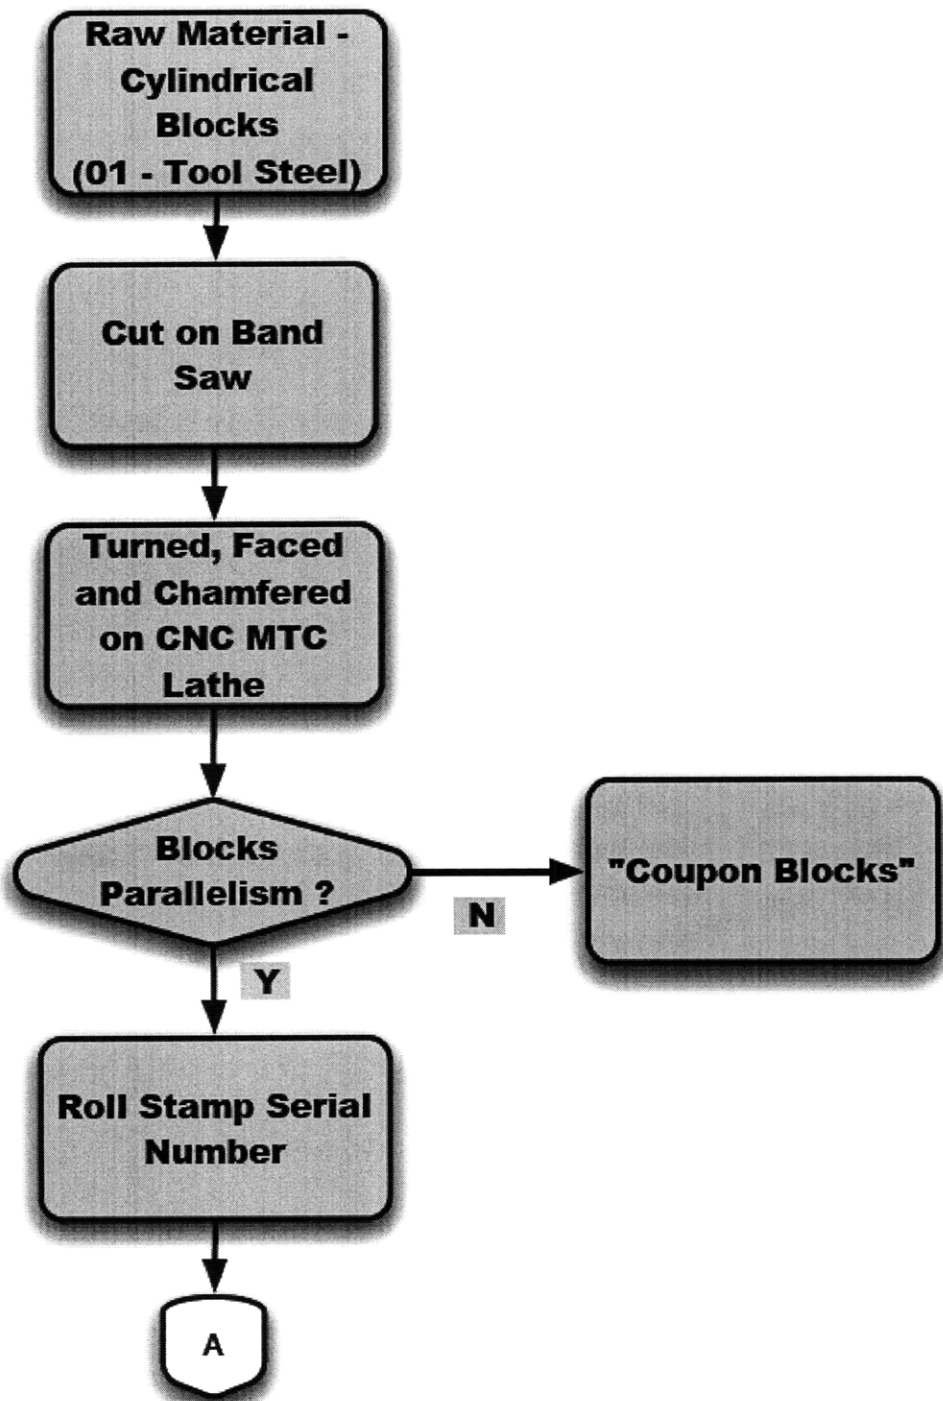 Raw Material -
Cylindrical
Blocks
(01 - Tool Steel)
Cut on Band
Saw
Turned, Faced
and Chamfered
on CNC MTC
Lathe
Blocks
Parallelism ?
"Coupon Blocks"
N
Y
Roll Stamp Serial
Number
A